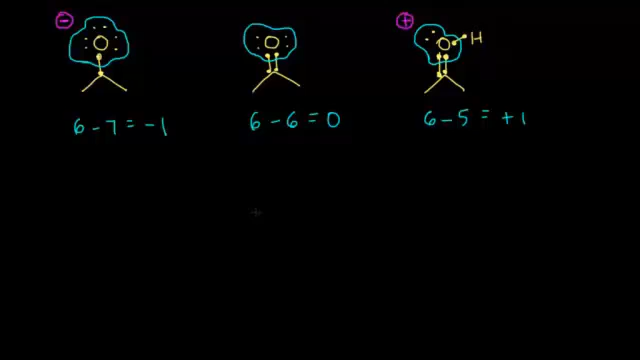 ⊖ ⊕
O O O H
6 - 7 = -1 6 - 6 = 0 6 - 5 = +1